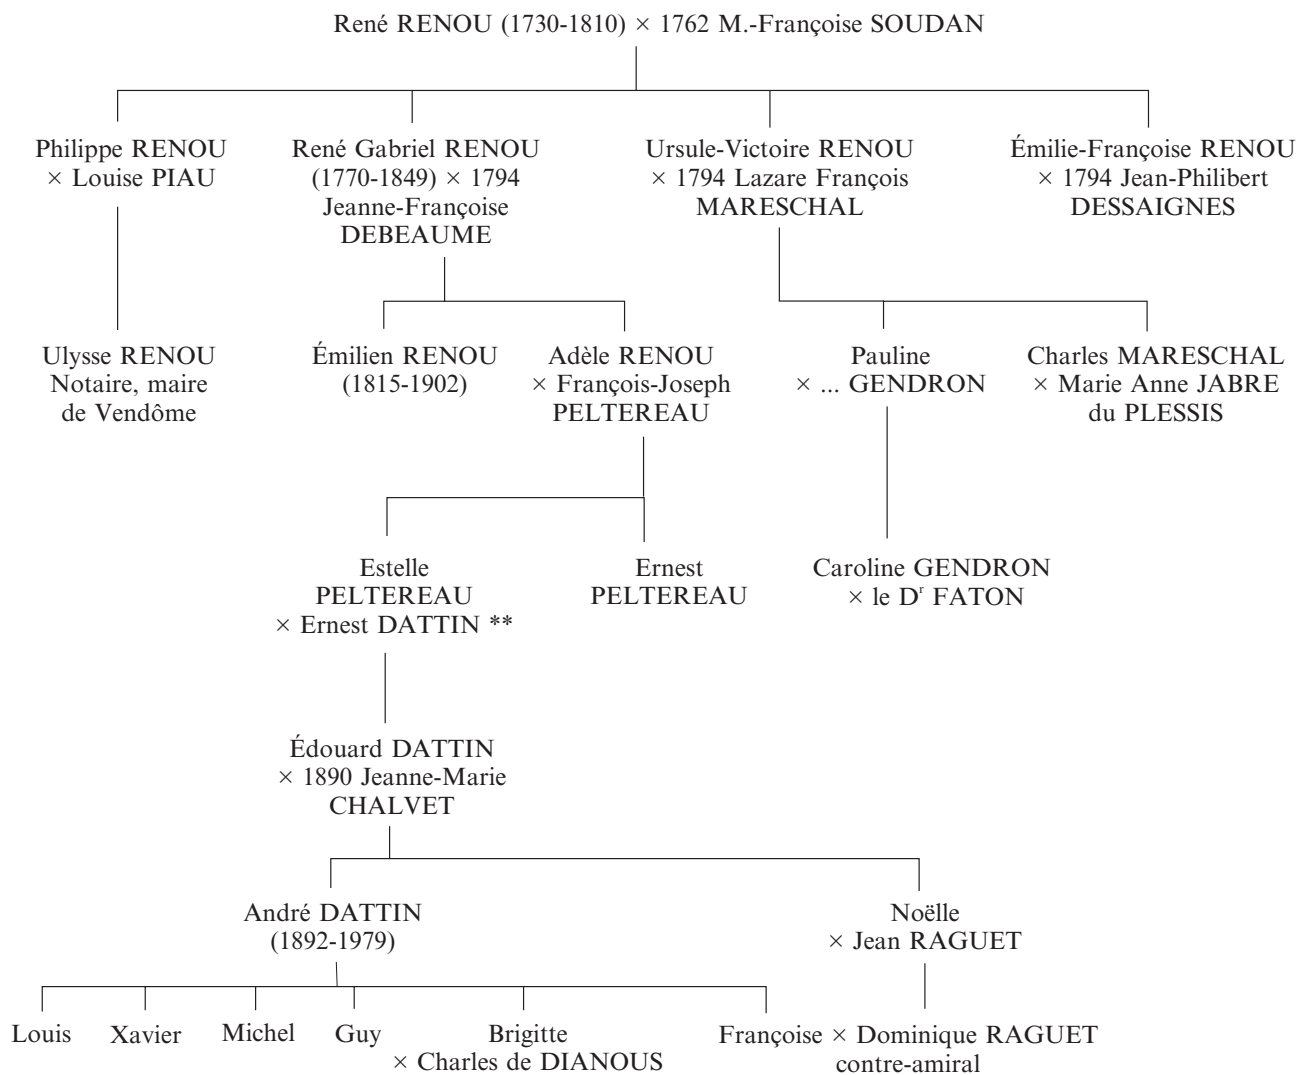 René RENOU (1730-1810) × 1762 M.-Françoise SOUDAN
Philippe RENOU
× Louise PIAU
René Gabriel RENOU
(1770-1849) × 1794
Jeanne-Françoise
DEBEAUME
Ursule-Victoire RENOU
× 1794 Lazare François
MARESCHAL
Émilie-Françoise RENOU
× 1794 Jean-Philibert
DESSAIGNES
Ulysse RENOU
Notaire, maire
de Vendôme
Émilien RENOU
(1815-1902)
Adèle RENOU
× François-Joseph
PELTEREAU
Pauline
× ... GENDRON
Charles MARESCHAL
× Marie Anne JABRE
du PLESSIS
Estelle
PELTEREAU
× Ernest DATTIN **
Ernest
PELTEREAU
Caroline GENDRON
× le Dr FATON
Édouard DATTIN
× 1890 Jeanne-Marie
CHALVET
André DATTIN
(1892-1979)
Noëlle
× Jean RAGUET
Louis
Xavier
Michel
Guy
Brigitte
× Charles de DIANOUS
Françoise × Dominique RAGUET
contre-amiral